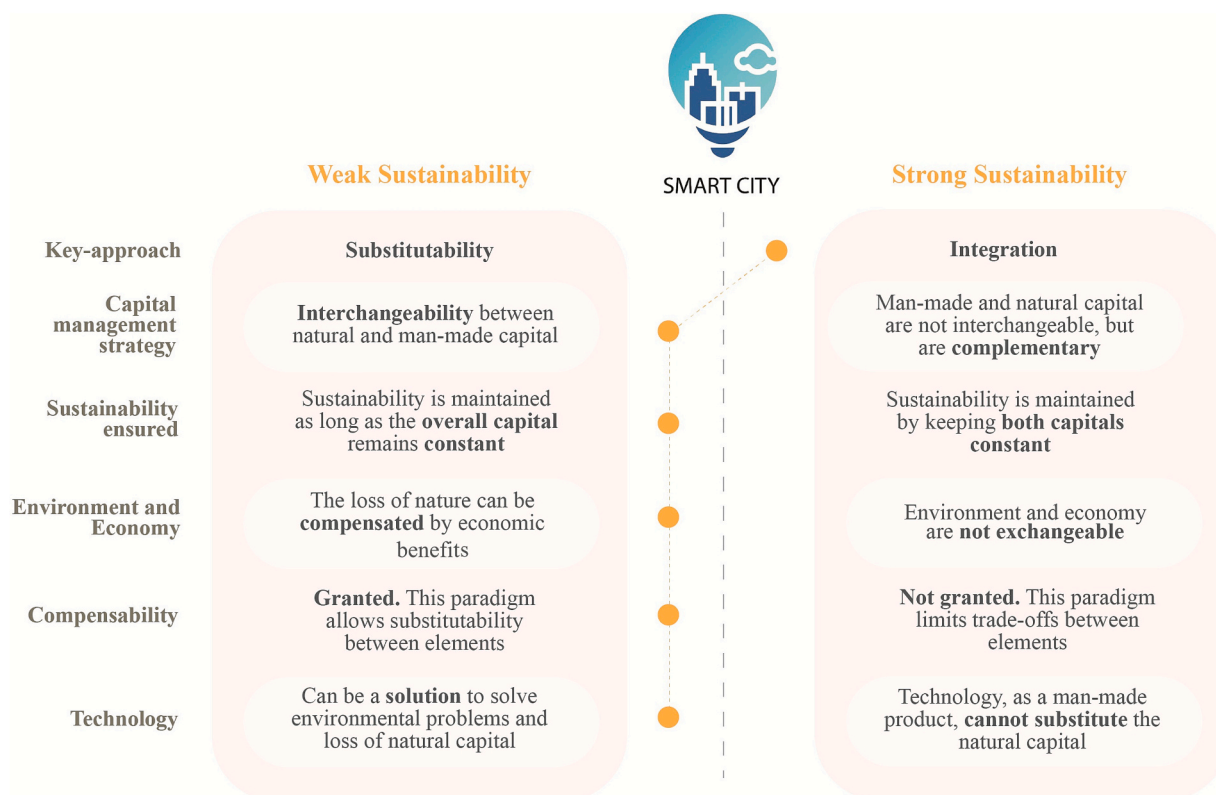 SMART CITY
Weak Sustainability
Strong Sustainability
Key-approach
Substitutability
Integration
Capital
management
strategy
Interchangeability between
natural and man-made capital
Man-made and natural capital
are not interchangeable, but
are complementary
Sustainability
ensured
Sustainability is maintained
as long as the overall capital
remains constant
Sustainability is maintained
by keeping both capitals
constant
Environment and
Economy
The loss of nature can be
compensated by economic
benefits
Environment and economy
are not exchangeable
Compensability
Granted. This paradigm
allows substitutability
between elements
Not granted. This paradigm
limits trade-offs between
elements
Technology
Can be a solution to solve
environmental problems and
loss of natural capital
Technology, as a man-made
product, cannot substitute the
natural capital